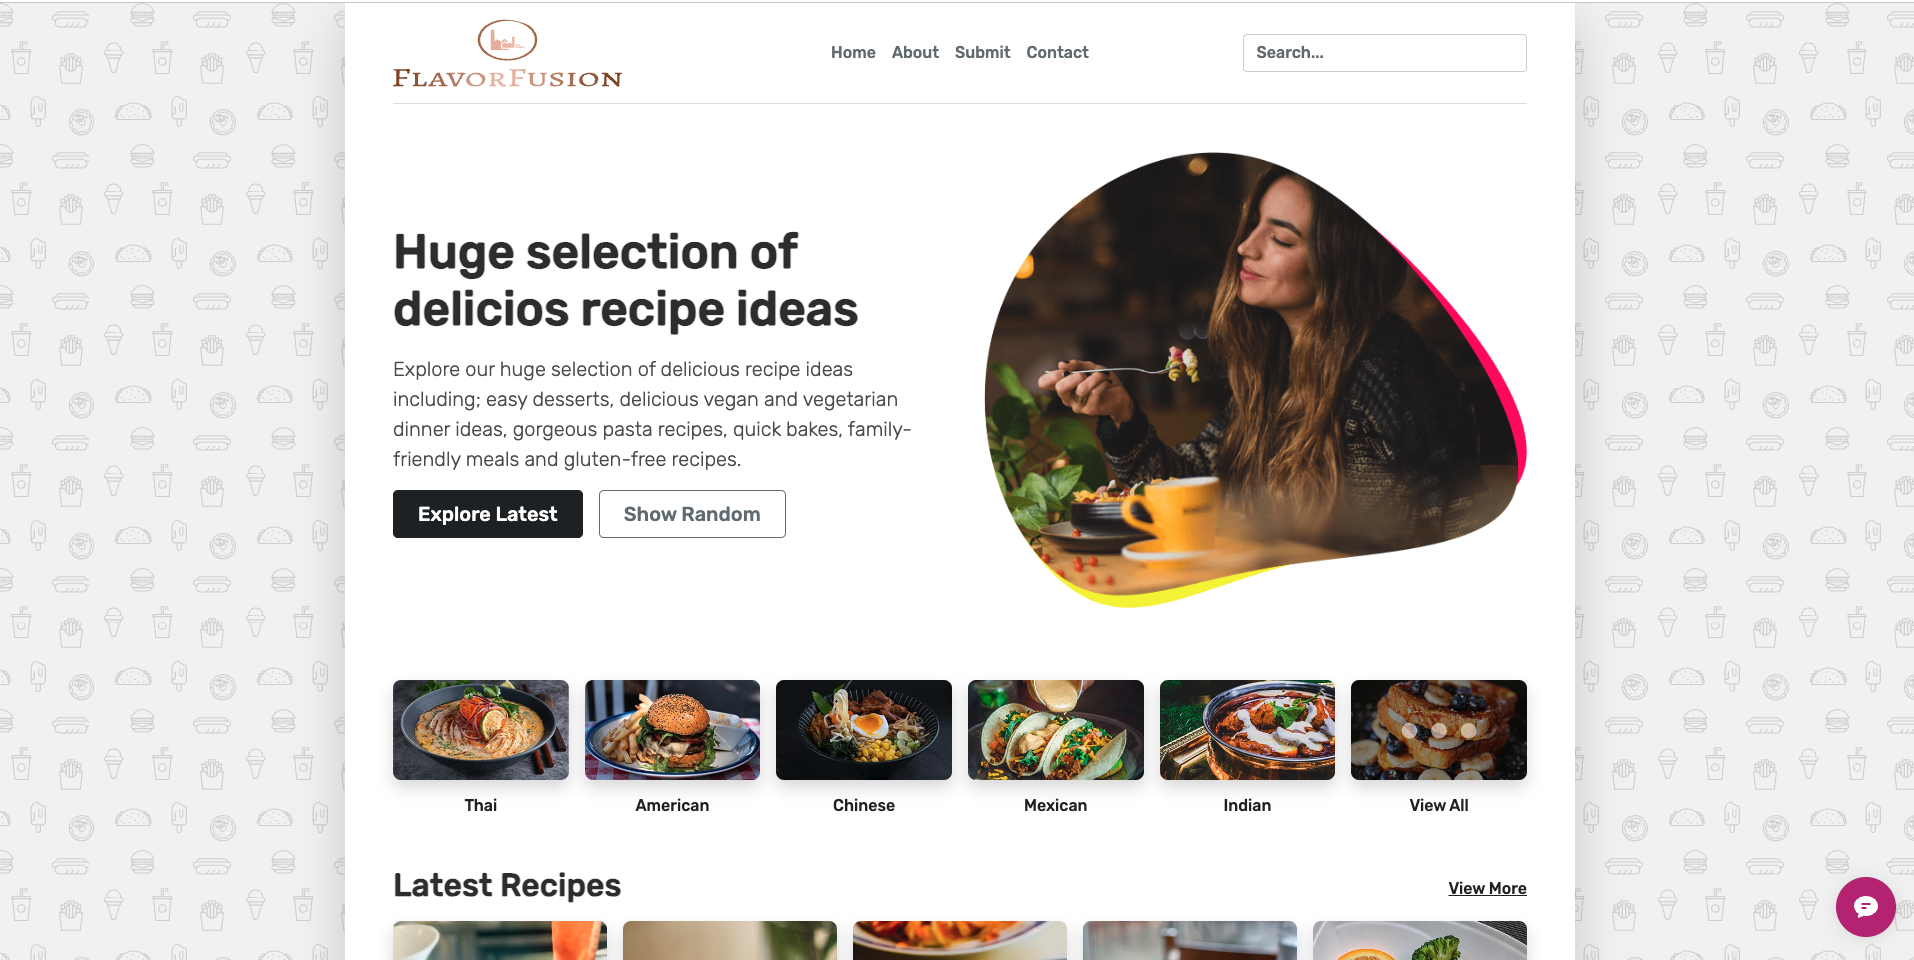 FLAVORFUSION
Home About Submit Contact
Search...
Huge selection of
delicios recipe ideas
Explore our huge selection of delicious recipe ideas
including; easy desserts, delicious vegan and vegetarian
dinner ideas, gorgeous pasta recipes, quick bakes, family-
friendly meals and gluten-free recipes.
Explore Latest Show Random
Thai American Chinese Mexican Indian View All
Latest Recipes View More